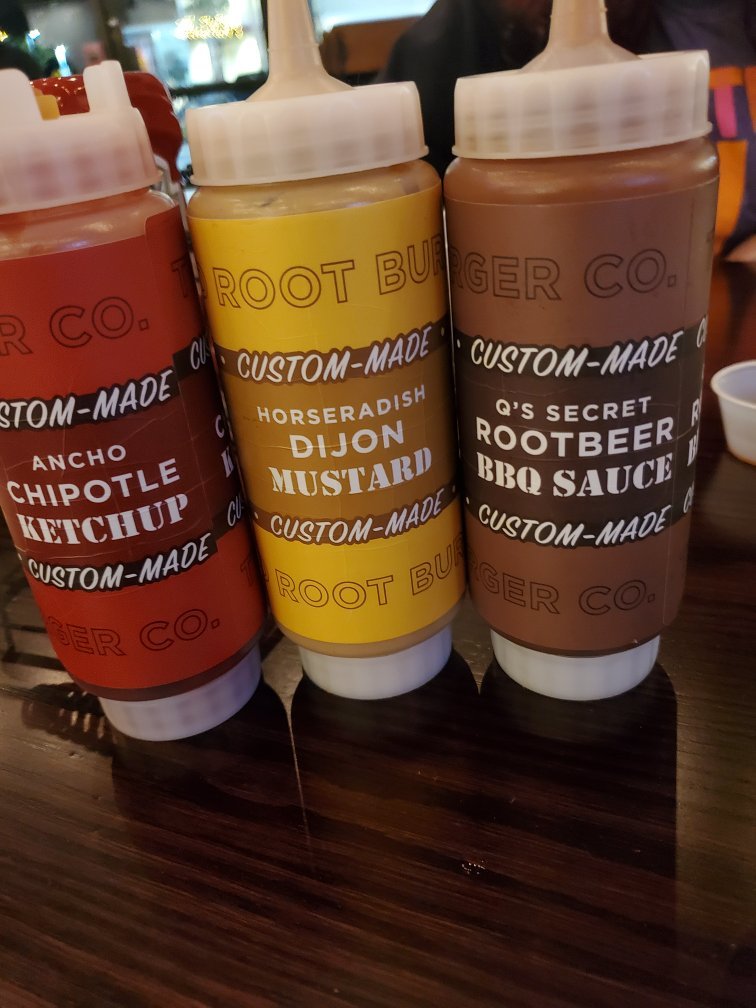 R CO.
STOM-MADE
ANCHO
CHIPOTLE
KETCHUP
CUSTOM-MADE
GER CO.
ROOT BUR
CUSTOM-MADE
HORSERADISH
DIJON
MUSTARD
CUSTOM-MADE
ROOT BUR
RGER CO.
CUSTOM-MADE
Q'S SECRET
ROOTBEER
BBQ SAUCE
CUSTOM-MADE
RGER CO.